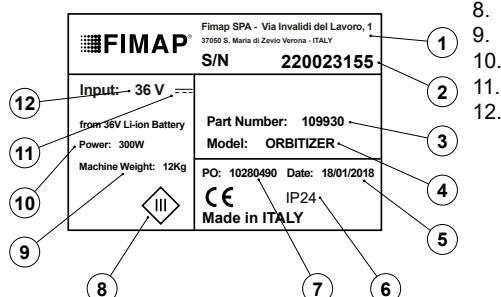 FIMAP®
Fimap SPA - Via Invalidi del Lavoro, 1
37050 S. Maria di Zevio Verona - ITALY
S/N 220023155
Input: 36 V
from 36V Li-ion Battery
Power: 300W
Machine Weight: 12Kg
III
Part Number: 109930
Model: ORBITIZER
PO: 10280490 Date: 18/01/2018
CE IP24
Made in ITALY
1
2
3
4
5
6
7
8
9
10
11
12
8.
9.
10.
11.
12.